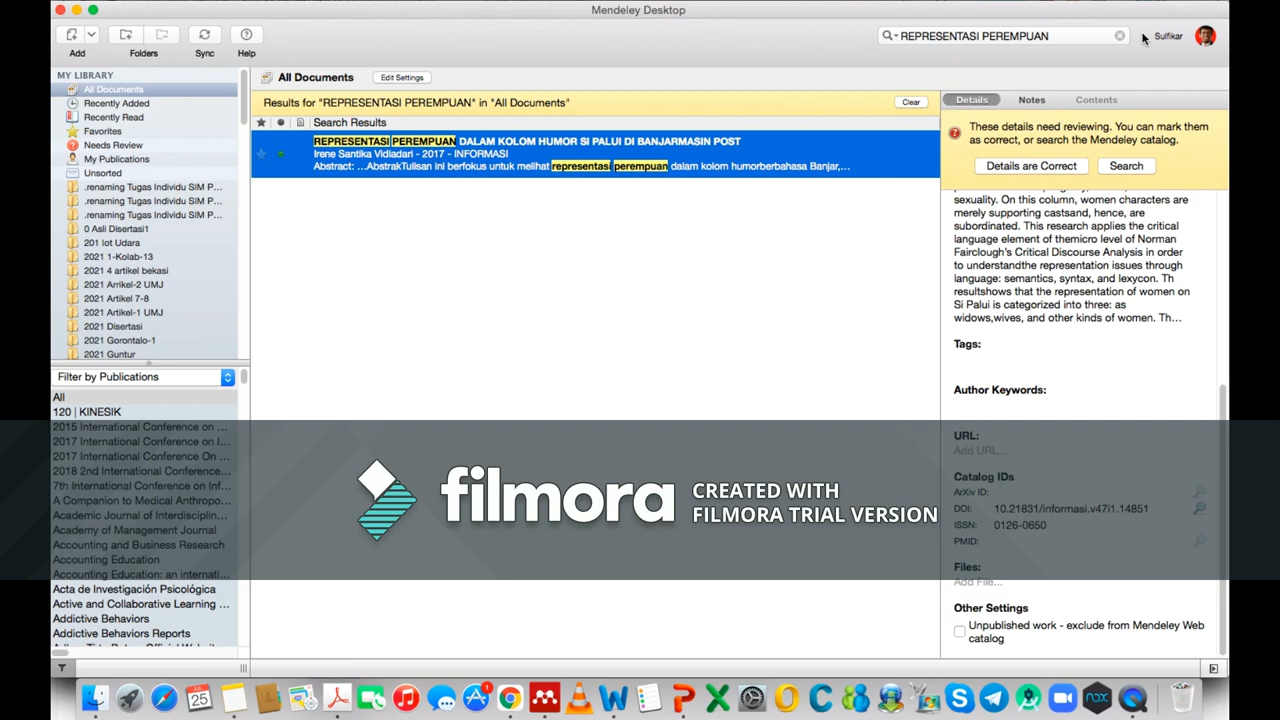 Mendeley Desktop
Add
Folders
Sync
Help
REPRESENTASI PEREMPUAN
Sulfikar
MY LIBRARY
All Documents
Recently Added
Recently Read
Favorites
Needs Review
My Publications
Unsorted
.renaming Tugas Individu SIM P...
.renaming Tugas Individu SIM P...
.renaming Tugas Individu SIM P...
0 Asli Disertasi1
201 Iot Udara
2021 1-Kolab-13
2021 4 artikel bekasi
2021 Arrikel-2 UMJ
2021 Artikel 7-8
2021 Artikel-1 UMJ
2021 Disertasi
2021 Gorontalo-1
2021 Guntur
Filter by Publications
All
120 | KINESIK
2015 International Conference on ...
2017 International Conference on I...
2017 International Conference On ...
2018 2nd International Conference...
7th International Conference on Inf...
A Companion to Medical Anthropo...
Academic Journal of Interdisciplin...
Academy of Management Journal
Accounting and Business Research
Accounting Education
Accounting Education: an internati...
Acta de Investigación Psicológica
Active and Collaborative Learning ...
Addictive Behaviors
Addictive Behaviors Reports
All Documents
Edit Settings
Results for "REPRESENTASI PEREMPUAN" in "All Documents"
Clear
Search Results
REPRESENTASI PEREMPUAN DALAM KOLOM HUMOR SI PALUI DI BANJARMASIN POST
Irene Santika Vidiadari - 2017 - INFORMASI
Abstract: ...AbstrakTulisan ini berfokus untuk melihat representasi perempuan dalam kolom humorberbahasa Banjar,...
Details
Notes
Contents
These details need reviewing. You can mark them
as correct, or search the Mendeley catalog.
Details are Correct
Search
sexuality. On this column, women characters are
merely supporting castsand, hence, are
subordinated. This research applies the critical
language element of themicro level of Norman
Fairclough's Critical Discourse Analysis in order
to understandthe representation issues through
language: semantics, syntax, and lexycon. Th
resultshows that the representation of women on
Si Palui is categorized into three: as
widows,wives, and other kinds of women. Th...
Tags:
Author Keywords:
URL:
Add URL...
Catalog IDs
ArXiv ID:
DOI: 10.21831/informasi.v47i1.14851
ISSN: 0126-0650
PMID:
Files:
Add File...
Other Settings
Unpublished work - exclude from Mendeley Web
catalog
filmora
CREATED WITH
FILMORA TRIAL VERSION
JUL
25
1
nox